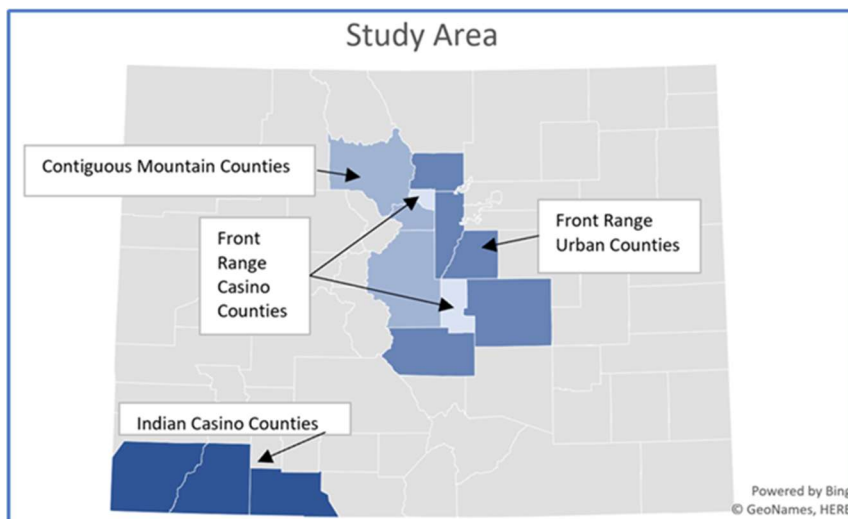 Study Area
Contiguous Mountain Counties
Front
Range
Casino
Counties
Front Range
Urban Counties
Indian Casino Counties
Powered by Bing
© GeoNames, HERE